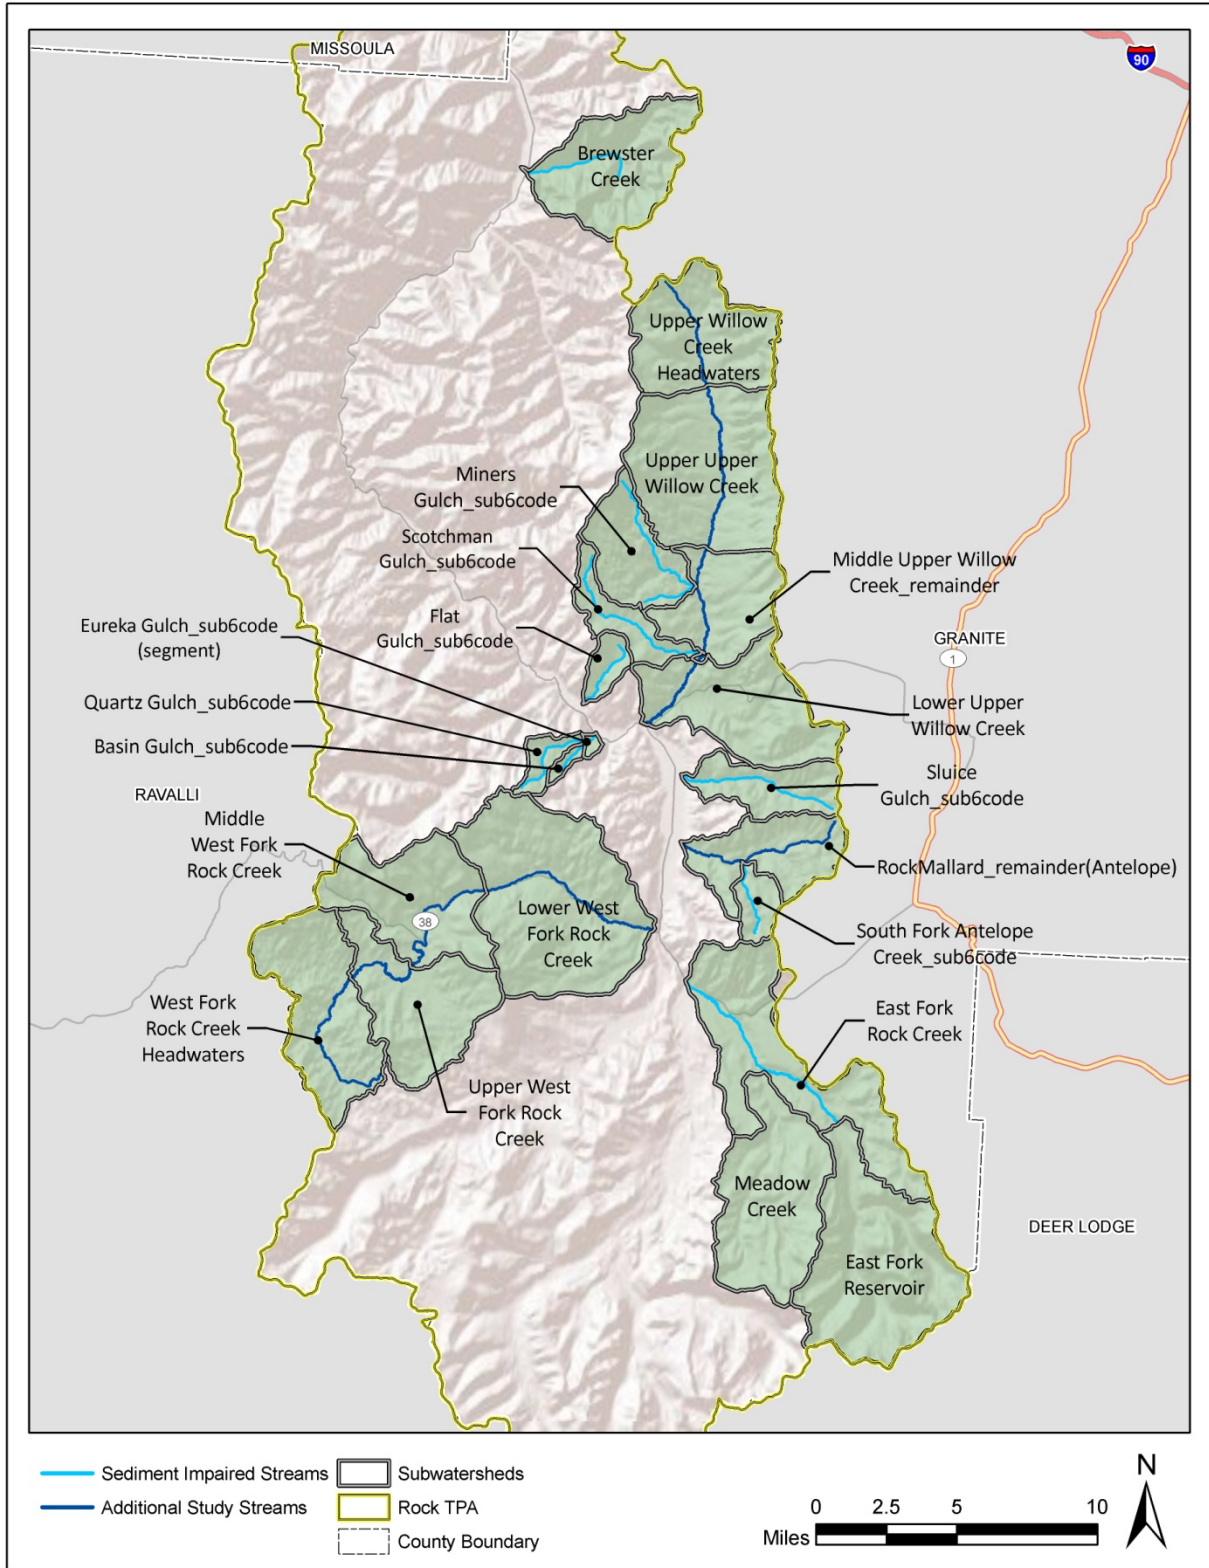 MISSOULA
90
Brewster
Creek
Upper Willow
Creek
Headwaters
Upper Upper
Willow Creek
Miners
Gulch_sub6code
Scotchman
Gulch_sub6code
Middle Upper Willow
Creek_remainder
Flat
Gulch_sub6code
Eureka Gulch_sub6code
(segment)
GRANITE
1
Quartz Gulch_sub6code
Lower Upper
Willow Creek
Basin Gulch_sub6code
Sluice
Gulch_sub6code
RAVALLI
Middle
West Fork
Rock Creek
RockMallard_remainder(Antelope)
38
Lower West
Fork Rock
Creek
South Fork Antelope
Creek_sub6code
West Fork
Rock Creek
Headwaters
East Fork
Rock Creek
Upper West
Fork Rock
Creek
Meadow
Creek
DEER LODGE
East Fork
Reservoir
Sediment Impaired Streams
Additional Study Streams
Subwatersheds
Rock TPA
County Boundary
0 2.5 5 10
Miles
N